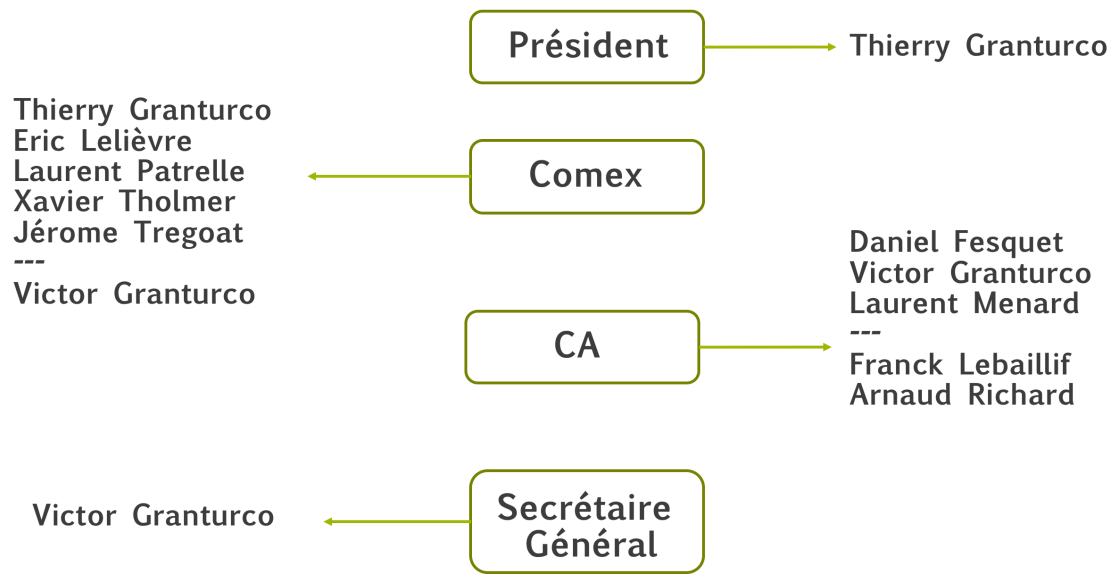 Président
Thierry Granturco
Thierry Granturco
Eric Lelièvre
Laurent Patrelle
Xavier Tholmer
Jérome Tregoat
---
Victor Granturco
Comex
CA
Daniel Fesquet
Victor Granturco
Laurent Menard
---
Franck Lebaillif
Arnaud Richard
Victor Granturco
Secrétaire
Général